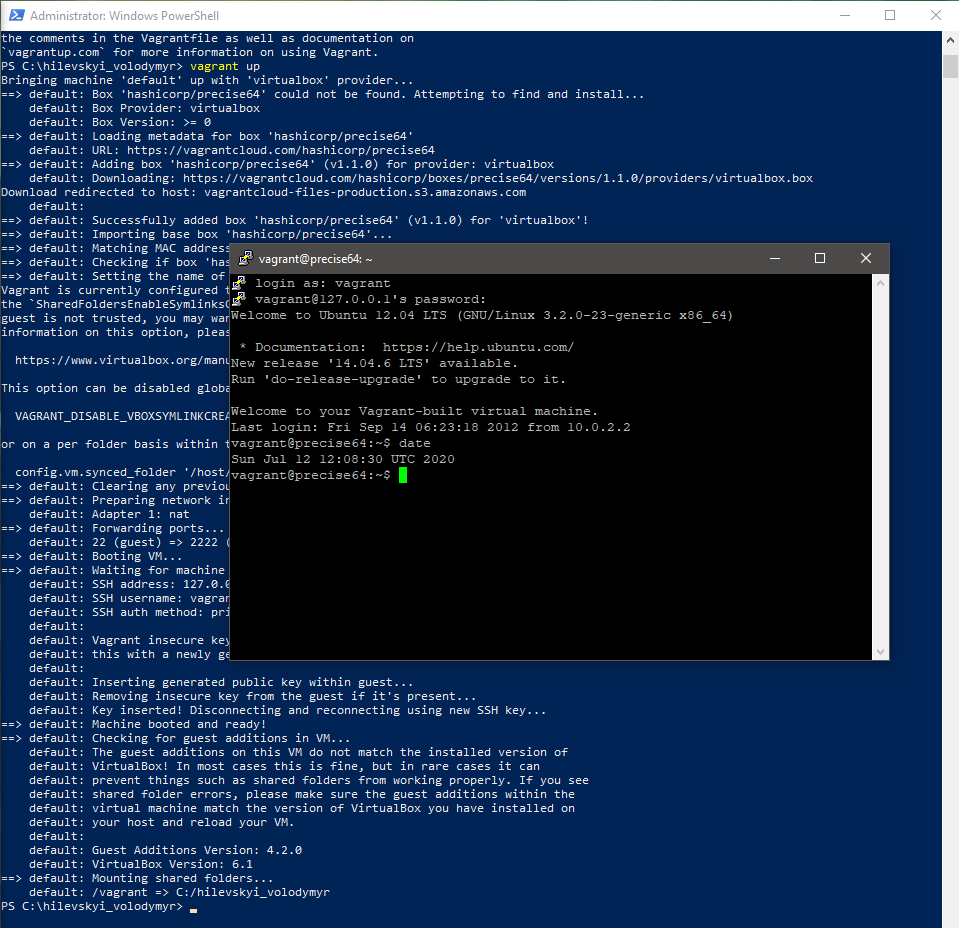 Administrator: Windows PowerShell
the comments in the Vagrantfile as well as documentation on
`vagrantup.com` for more information on using Vagrant.
PS C:\hilevskyi_volodymyr> vagrant up
Bringing machine 'default' up with 'virtualbox' provider...
==> default: Box 'hashicorp/precise64' could not be found. Attempting to find and install...
    default: Box Provider: virtualbox
    default: Box Version: >= 0
==> default: Loading metadata for box 'hashicorp/precise64'
    default: URL: https://vagrantcloud.com/hashicorp/precise64
==> default: Adding box 'hashicorp/precise64' (v1.1.0) for provider: virtualbox
    default: Downloading: https://vagrantcloud.com/hashicorp/boxes/precise64/versions/1.1.0/providers/virtualbox.box
Download redirected to host: vagrantcloud-files-production.s3.amazonaws.com
    default:
==> default: Successfully added box 'hashicorp/precise64' (v1.1.0) for 'virtualbox'!
==> default: Importing base box 'hashicorp/precise64'...
==> default: Matching MAC address
==> default: Checking if box 'has
==> default: Setting the name of
Vagrant is currently configured t
the `SharedFoldersEnableSymlinksC
guest is not trusted, you may wan
information on this option, pleas
  https://www.virtualbox.org/manu
This option can be disabled globa
  VAGRANT_DISABLE_VBOXSYMLINKCREA
or on a per folder basis within t
  config.vm.synced_folder '/host/
==> default: Clearing any previou
==> default: Preparing network in
    default: Adapter 1: nat
==> default: Forwarding ports...
    default: 22 (guest) => 2222 (
==> default: Booting VM...
==> default: Waiting for machine
    default: SSH address: 127.0.0
    default: SSH username: vagran
    default: SSH auth method: pri
    default:
    default: Vagrant insecure key
    default: this with a newly ge
    default:
    default: Inserting generated public key within guest...
    default: Removing insecure key from the guest if it's present...
    default: Key inserted! Disconnecting and reconnecting using new SSH key...
==> default: Machine booted and ready!
==> default: Checking for guest additions in VM...
    default: The guest additions on this VM do not match the installed version of
    default: VirtualBox! In most cases this is fine, but in rare cases it can
    default: prevent things such as shared folders from working properly. If you see
    default: shared folder errors, please make sure the guest additions within the
    default: virtual machine match the version of VirtualBox you have installed on
    default: your host and reload your VM.
    default:
    default: Guest Additions Version: 4.2.0
    default: VirtualBox Version: 6.1
==> default: Mounting shared folders...
    default: /vagrant => C:/hilevskyi_volodymyr
PS C:\hilevskyi_volodymyr>
vagrant@precise64: ~
login as: vagrant
vagrant@127.0.0.1's password:
Welcome to Ubuntu 12.04 LTS (GNU/Linux 3.2.0-23-generic x86_64)
 * Documentation:  https://help.ubuntu.com/
New release '14.04.6 LTS' available.
Run 'do-release-upgrade' to upgrade to it.
Welcome to your Vagrant-built virtual machine.
Last login: Fri Sep 14 06:23:18 2012 from 10.0.2.2
vagrant@precise64:~$ date
Sun Jul 12 12:08:30 UTC 2020
vagrant@precise64:~$